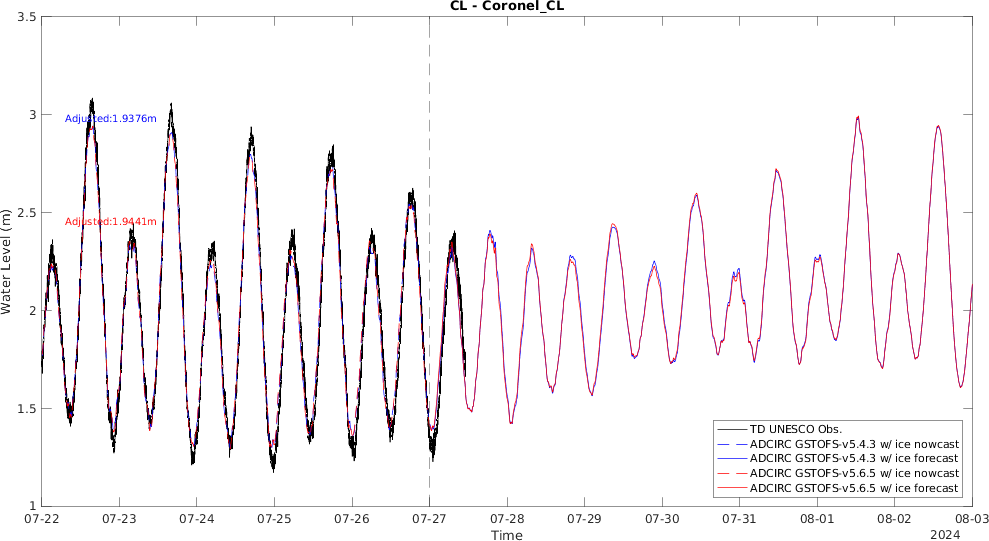 CL - Coronel_CL
3.5
3
2.5
2
1.5
1
Water Level (m)
Adjusted:1.9376m
Adjusted:1.9441m
TD UNESCO Obs.
ADCIRC GSTOFS-v5.4.3 w/ ice nowcast
ADCIRC GSTOFS-v5.4.3 w/ ice forecast
ADCIRC GSTOFS-v5.6.5 w/ ice nowcast
ADCIRC GSTOFS-v5.6.5 w/ ice forecast
07-22 07-23 07-24 07-25 07-26 07-27 07-28 07-29 07-30 07-31 08-01 08-02 08-03
Time
2024